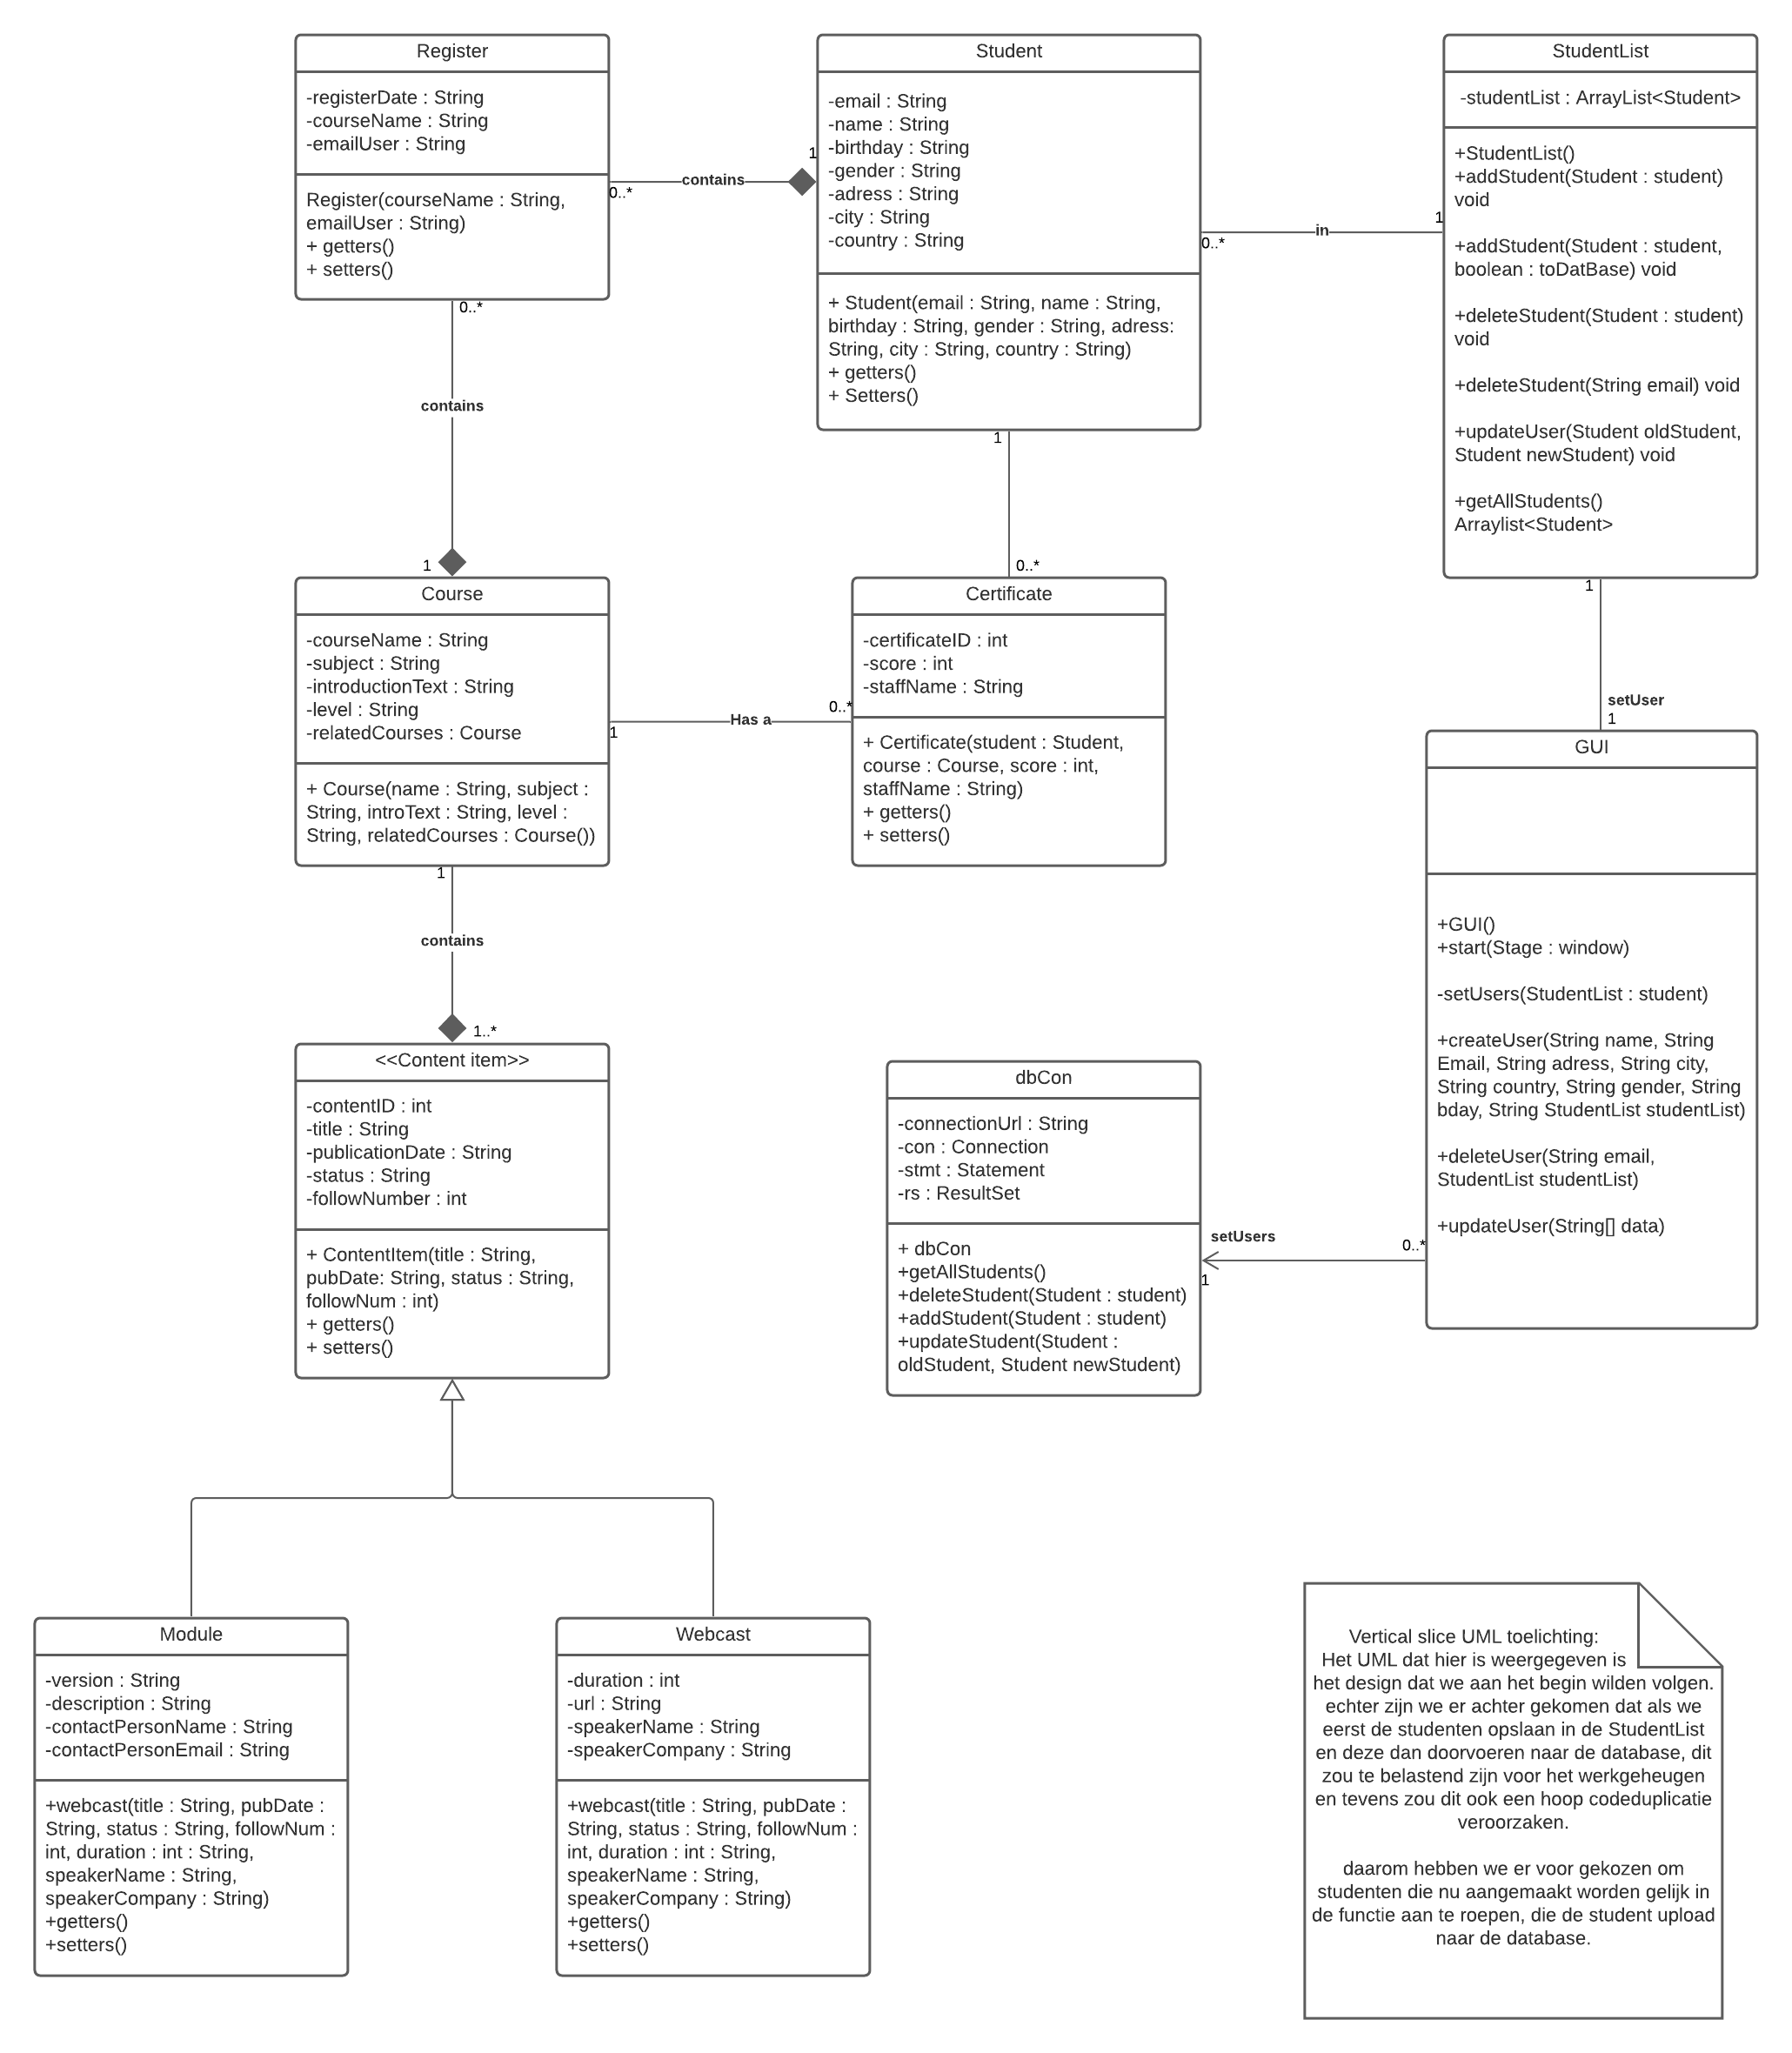 Register
-registerDate : String
-courseName : String
-emailUser : String
Register(courseName : String,
emailUser : String)
+ getters()
+ setters()
0..*
contains
1
Student
-email : String
-name : String
-birthday : String
-gender : String
-adress : String
-city : String
-country : String
+ Student(email : String, name : String,
birthday : String, gender : String, adress:
String, city : String, country : String)
+ getters()
+ Setters()
0..*
in
1
StudentList
-studentList : ArrayList<Student>
+StudentList()
+addStudent(Student : student)
void
+addStudent(Student : student,
boolean : toDatBase) void
+deleteStudent(Student : student)
void
+deleteStudent(String email) void
+updateUser(Student oldStudent,
Student newStudent) void
+getAllStudents()
Arraylist<Student>
0..*
contains
1
1
0..*
1
setUser
1
Course
-courseName : String
-subject : String
-introductionText : String
-level : String
-relatedCourses : Course
+ Course(name : String, subject :
String, introText : String, level :
String, relatedCourses : Course())
1
Has a
0..*
Certificate
-certificateID : int
-score : int
-staffName : String
+ Certificate(student : Student,
course : Course, score : int,
staffName : String)
+ getters()
+ setters()
GUI
+GUI()
+start(Stage : window)
-setUsers(StudentList : student)
+createUser(String name, String
Email, String adress, String city,
String country, String gender, String
bday, String StudentList studentList)
+deleteUser(String email,
StudentList studentList)
+updateUser(String[] data)
1
contains
1..*
<<Content item>>
-contentID : int
-title : String
-publicationDate : String
-status : String
-followNumber : int
+ ContentItem(title : String,
pubDate: String, status : String,
followNum : int)
+ getters()
+ setters()
dbCon
-connectionUrl : String
-con : Connection
-stmt : Statement
-rs : ResultSet
+ dbCon
+getAllStudents()
+deleteStudent(Student : student)
+addStudent(Student : student)
+updateStudent(Student :
oldStudent, Student newStudent)
setUsers
1
0..*
Module
-version : String
-description : String
-contactPersonName : String
-contactPersonEmail : String
+webcast(title : String, pubDate :
String, status : String, followNum :
int, duration : int : String,
speakerName : String,
speakerCompany : String)
+getters()
+setters()
Webcast
-duration : int
-url : String
-speakerName : String
-speakerCompany : String
+webcast(title : String, pubDate :
String, status : String, followNum :
int, duration : int : String,
speakerName : String,
speakerCompany : String)
+getters()
+setters()
Vertical slice UML toelichting:
Het UML dat hier is weergegeven is
het design dat we aan het begin wilden volgen.
echter zijn we er achter gekomen dat als we
eerst de studenten opslaan in de StudentList
en deze dan doorvoeren naar de database, dit
zou te belastend zijn voor het werkgeheugen
en tevens zou dit ook een hoop codeduplicatie
veroorzaken.
daarom hebben we er voor gekozen om
studenten die nu aangemaakt worden gelijk in
de functie aan te roepen, die de student upload
naar de database.